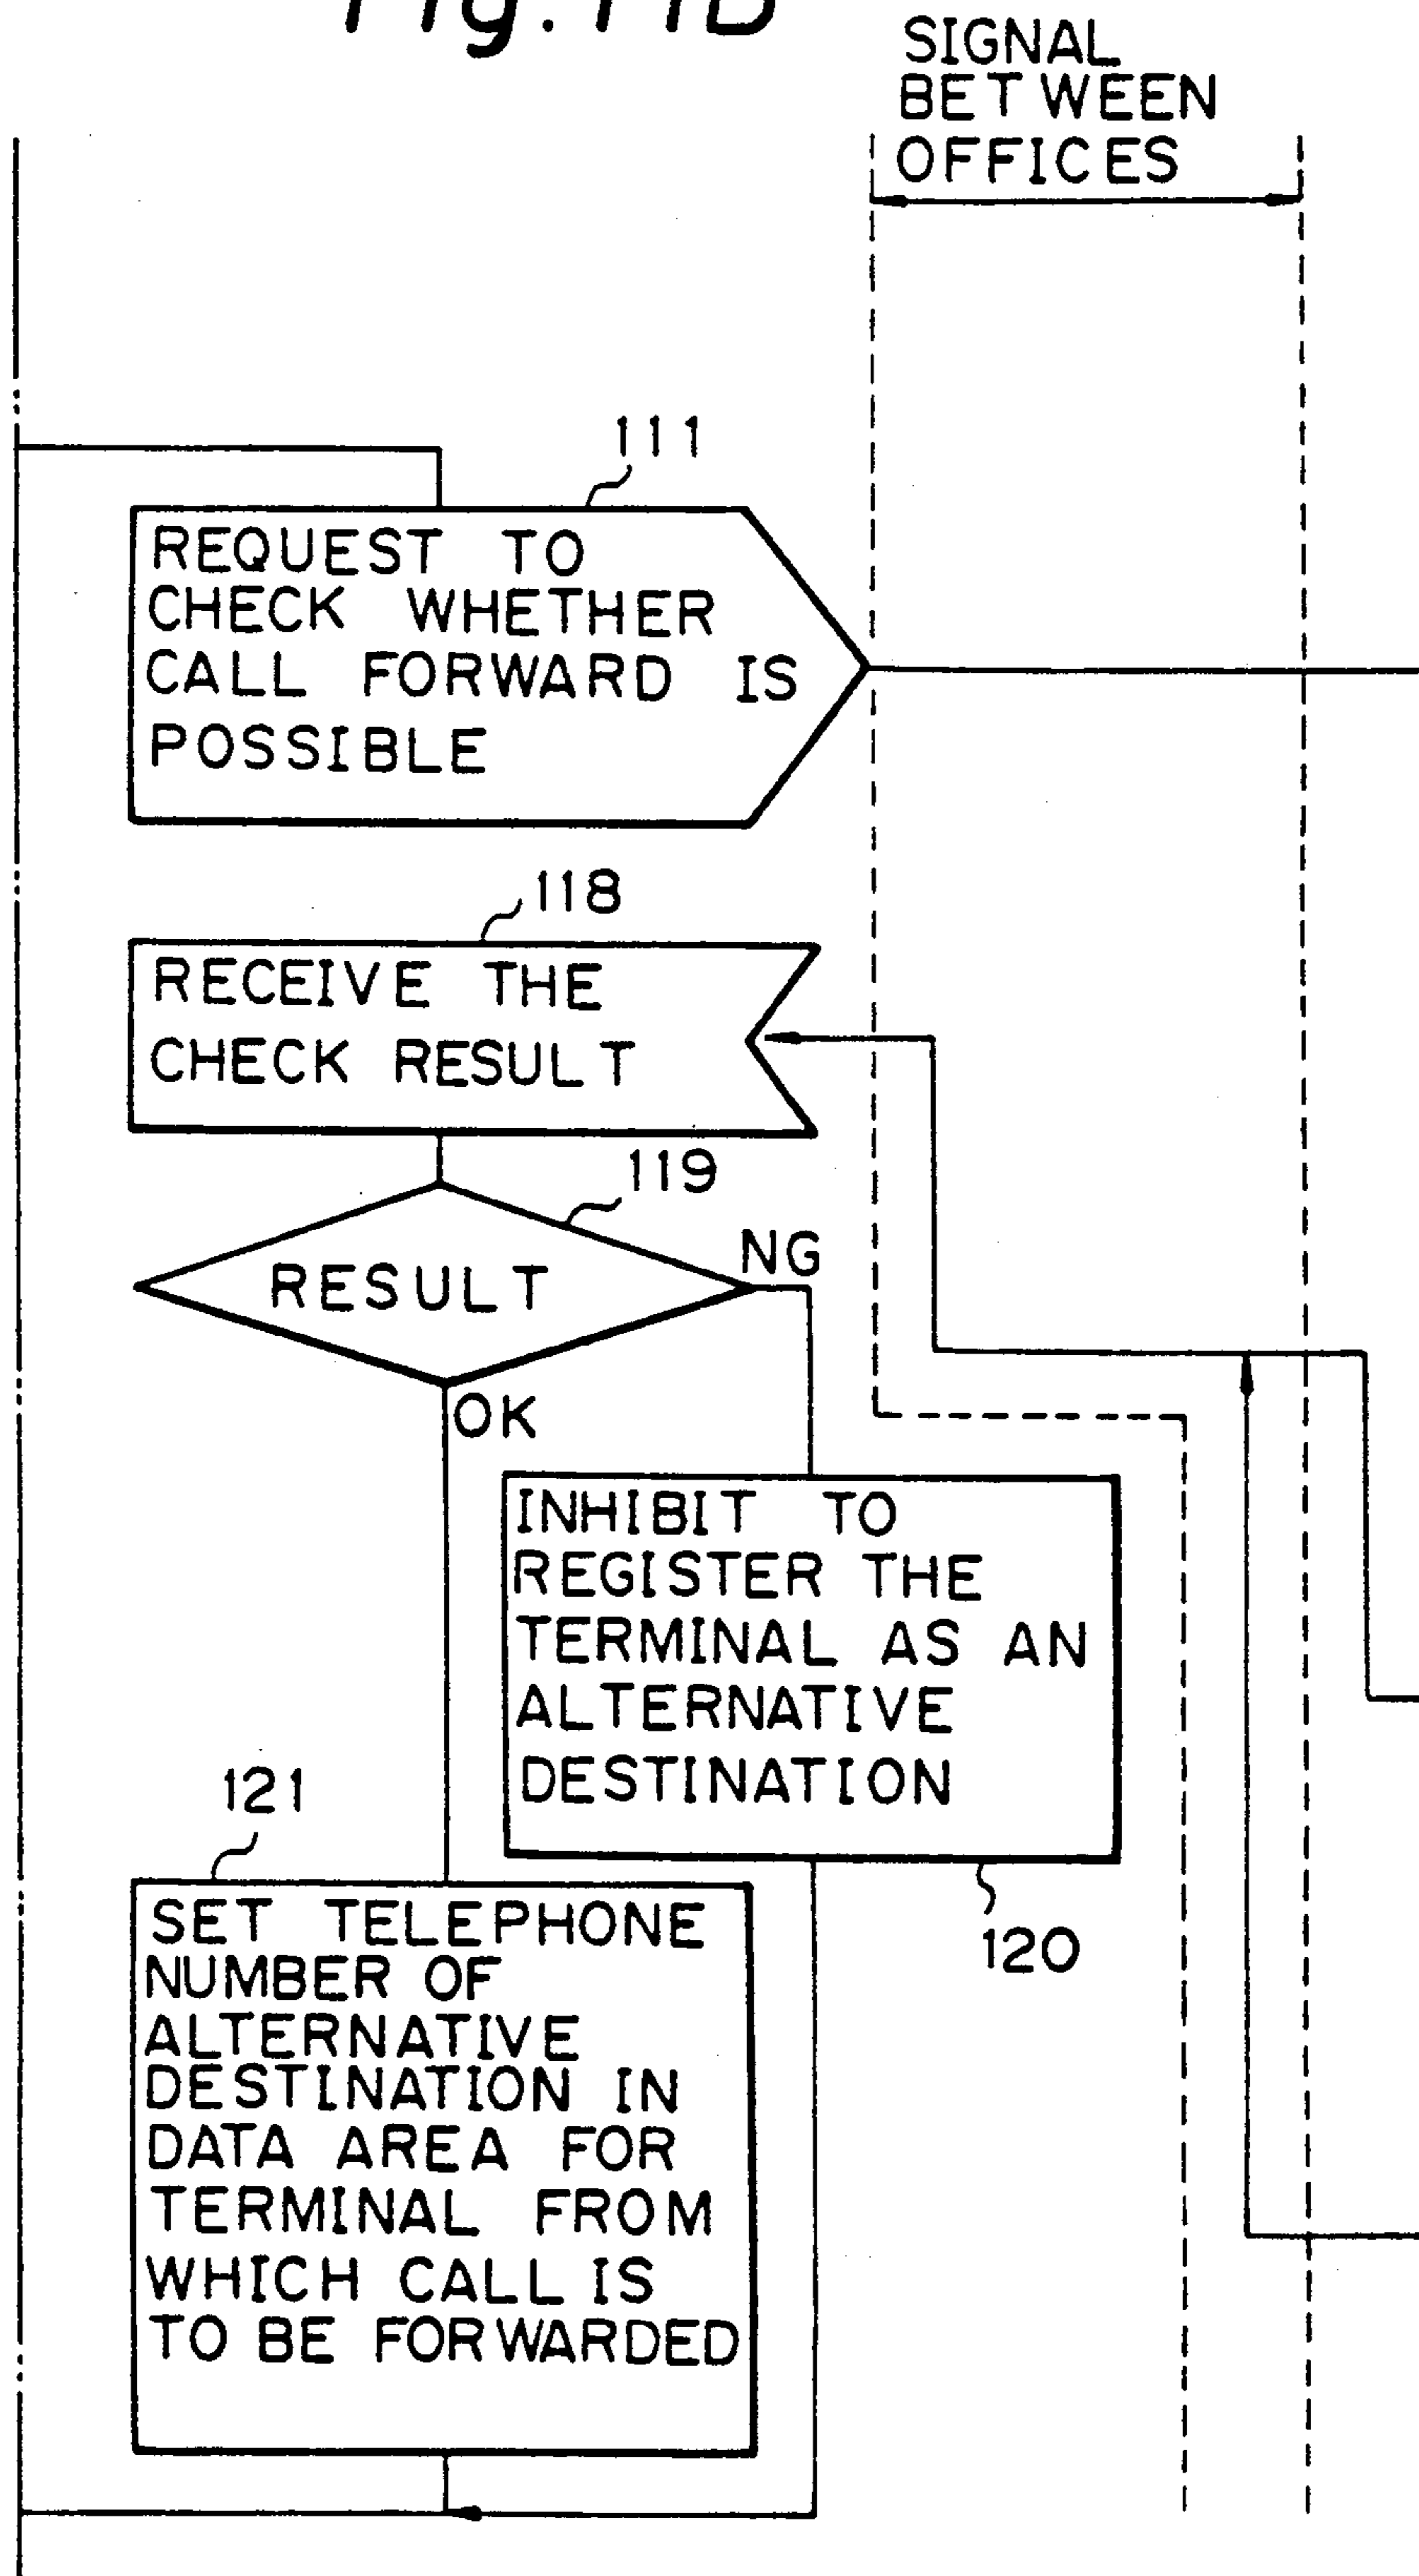 Fig. 11B
SIGNAL
BETWEEN
OFFICES
111
REQUEST TO
CHECK WHETHER
CALL FORWARD IS
POSSIBLE
118
RECEIVE THE
CHECK RESULT
119
RESULT
NG
OK
INHIBIT TO
REGISTER THE
TERMINAL AS AN
ALTERNATIVE
DESTINATION
120
121
SET TELEPHONE
NUMBER OF
ALTERNATIVE
DESTINATION IN
DATA AREA FOR
TERMINAL FROM
WHICH CALL IS
TO BE FORWARDED